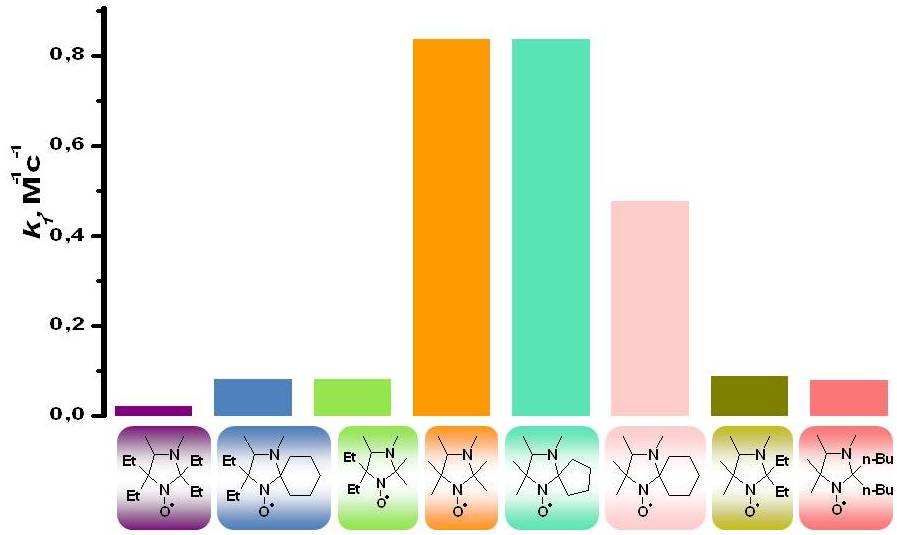 k₁, M⁻¹c⁻¹
0,8
0,6
0,4
0,2
0,0
Et N Et Et N Et O•
Et N Et N O•
Et N Et N O•
N N O•
N N O•
N N O•
N Et N Et O•
N n-Bu N n-Bu O•